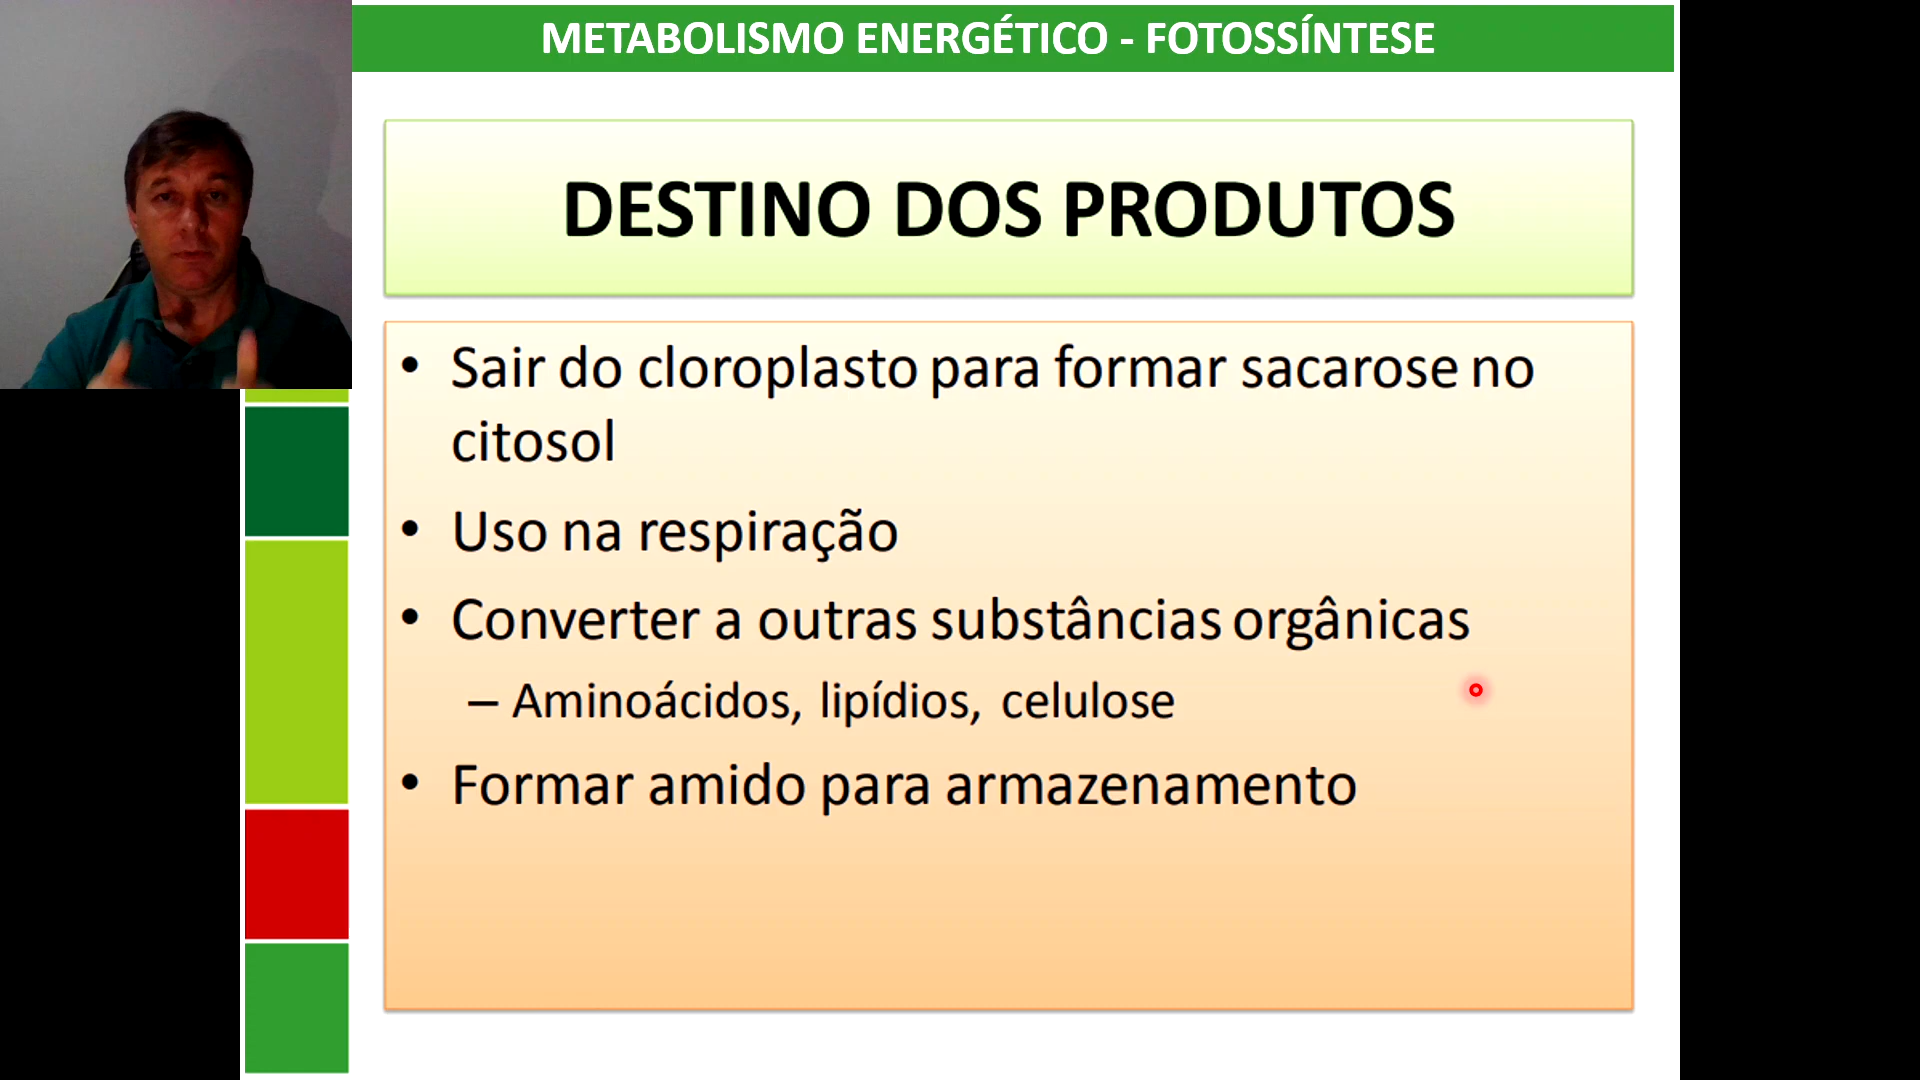 METABOLISMO ENERGÉTICO - FOTOSSÍNTESE
DESTINO DOS PRODUTOS
• Sair do cloroplasto para formar sacarose no
citosol
• Uso na respiração
• Converter a outras substâncias orgânicas
– Aminoácidos, lipídios, celulose
• Formar amido para armazenamento